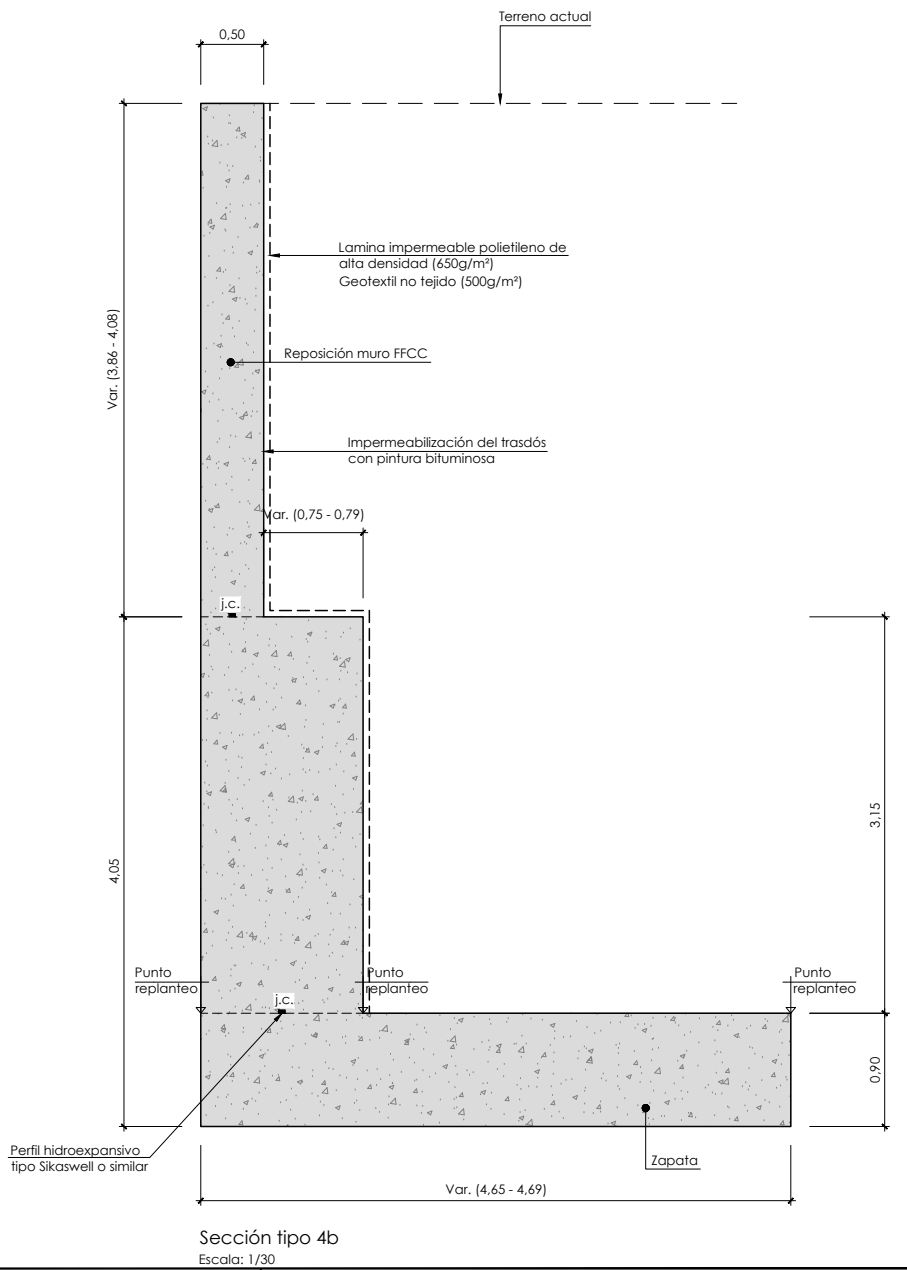 Terreno actual
0,50
Lamina impermeable polietileno de
alta densidad (650g/m²)
Geotextil no tejido (500g/m²)
Var. (3,86 - 4,08)
Reposición muro FFCC
Impermeabilización del trasdós
con pintura bituminosa
Var. (0,75 - 0,79)
j.c.
4,05
3,15
Punto
replanteo
Punto
replanteo
Punto
replanteo
j.c.
0,90
Perfil hidroexpansivo
tipo Sikaswell o similar
Zapata
Var. (4,65 - 4,69)
Sección tipo 4b
Escala: 1/30